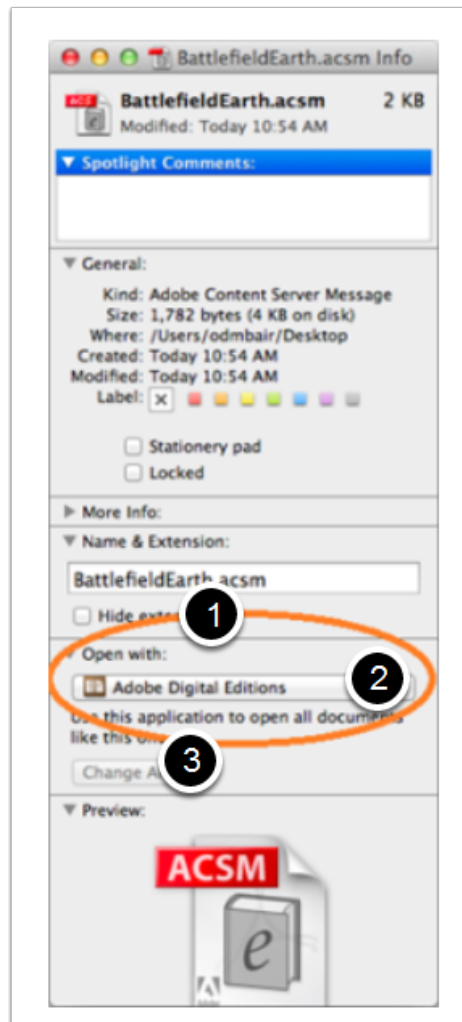 BattlefieldEarth.acsm Info
ACS
BattlefieldEarth.acsm 2 KB
Modified: Today 10:54 AM
Spotlight Comments:
General:
Kind: Adobe Content Server Message
Size: 1,782 bytes (4 KB on disk)
Where: /Users/odmbair/Desktop
Created: Today 10:54 AM
Modified: Today 10:54 AM
Label: x
Stationery pad
Locked
More Info:
Name & Extension:
BattlefieldEarth.acsm
Hide
1
Open with:
Adobe Digital Editions 2
Use this application to open all documents
like this
3
Change
Preview:
ACSM
e
Adobe